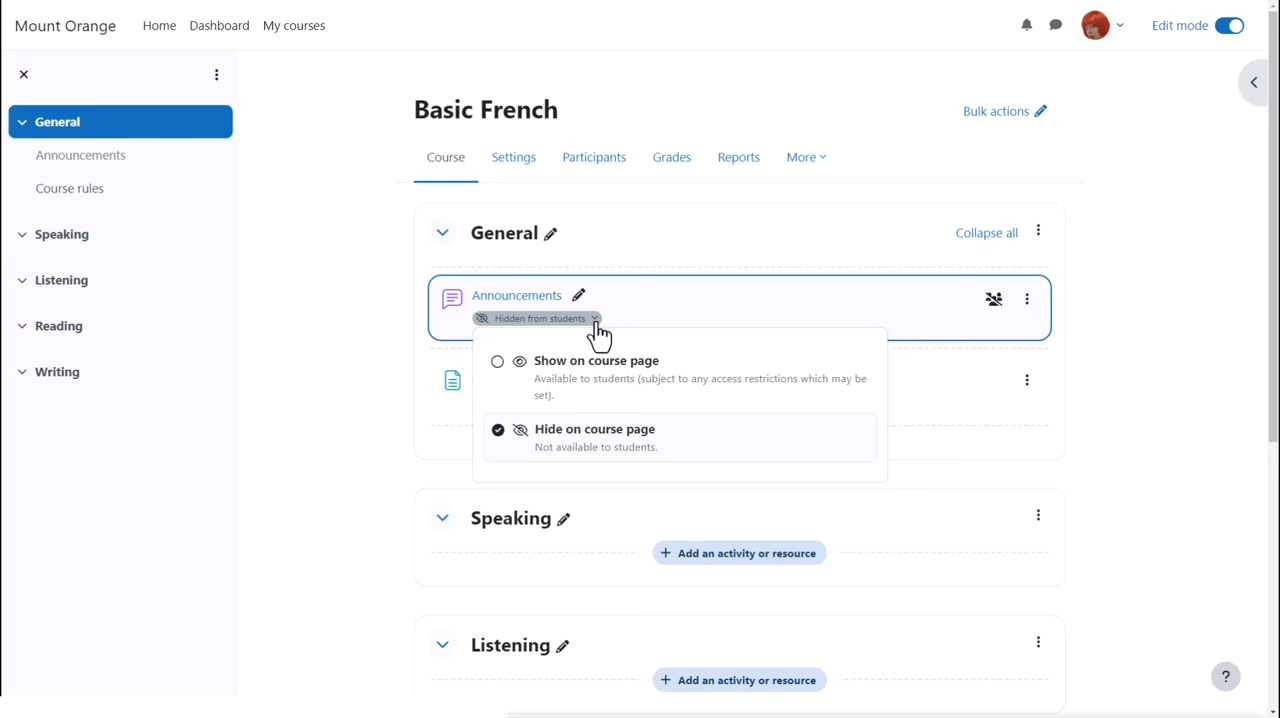 Mount Orange
Home
Dashboard
My courses
Edit mode
General
Announcements
Course rules
Speaking
Listening
Reading
Writing
Basic French
Bulk actions
Course
Settings
Participants
Grades
Reports
More
General
Collapse all
Announcements
Hidden from students
Show on course page
Available to students (subject to any access restrictions which may be
set).
Hide on course page
Not available to students.
Speaking
+ Add an activity or resource
Listening
+ Add an activity or resource
?